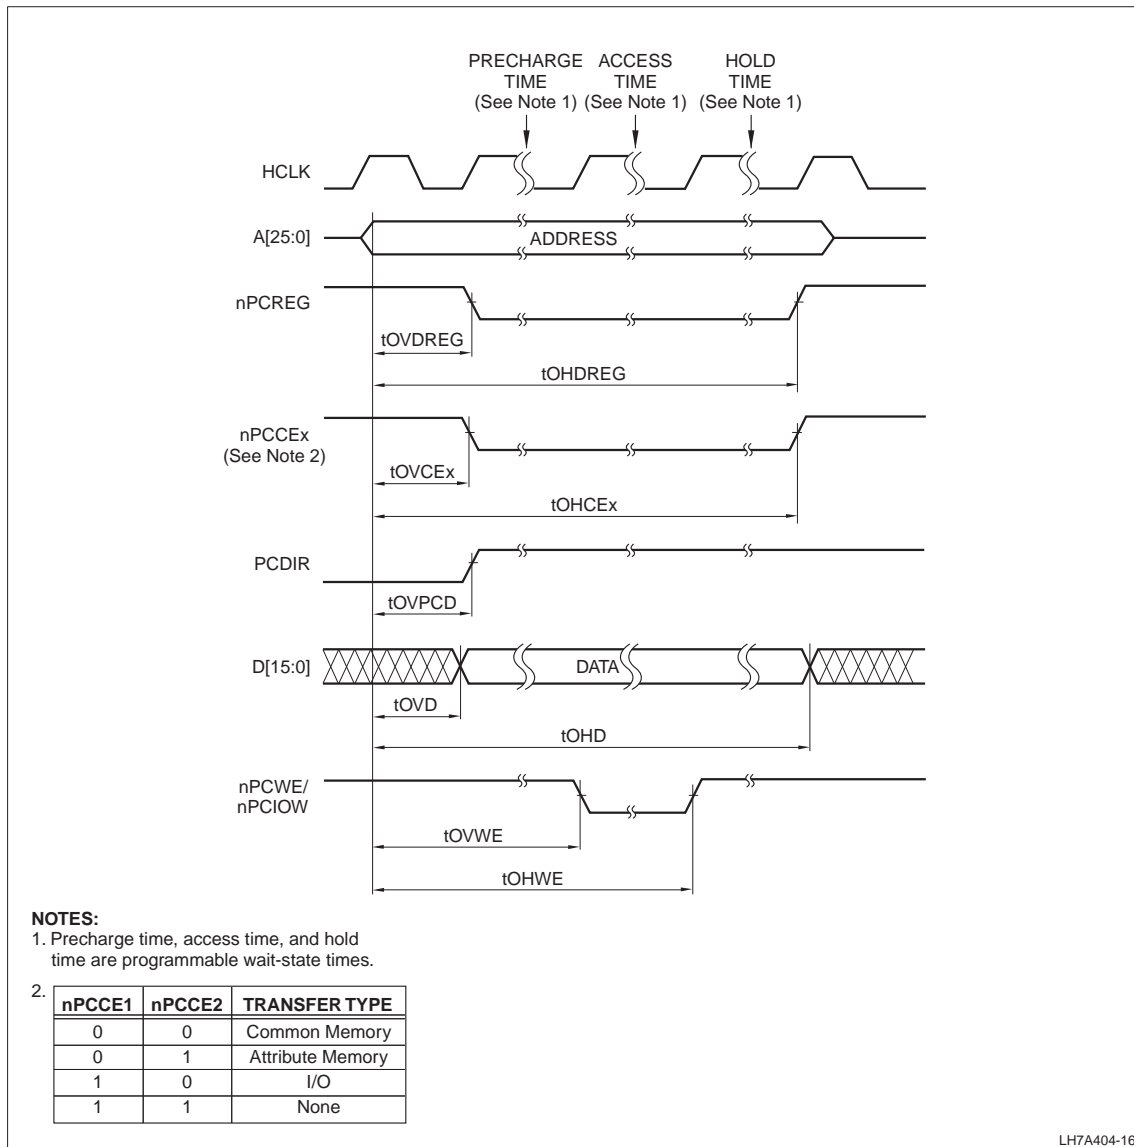 PRECHARGE TIME (See Note 1)
ACCESS TIME (See Note 1)
HOLD TIME (See Note 1)
HCLK
A[25:0]
ADDRESS
nPCREG
tOVDREG
tOHDREG
nPCCEx
(See Note 2)
tOVCEx
tOHCEx
PCDIR
tOVPCD
D[15:0]
DATA
tOVD
tOHD
nPCWE/
nPCIOW
tOVWE
tOHWE
NOTES:
1. Precharge time, access time, and hold
time are programmable wait-state times.
2.
nPCCE1 nPCCE2 TRANSFER TYPE
0 0 Common Memory
0 1 Attribute Memory
1 0 I/O
1 1 None
LH7A404-16